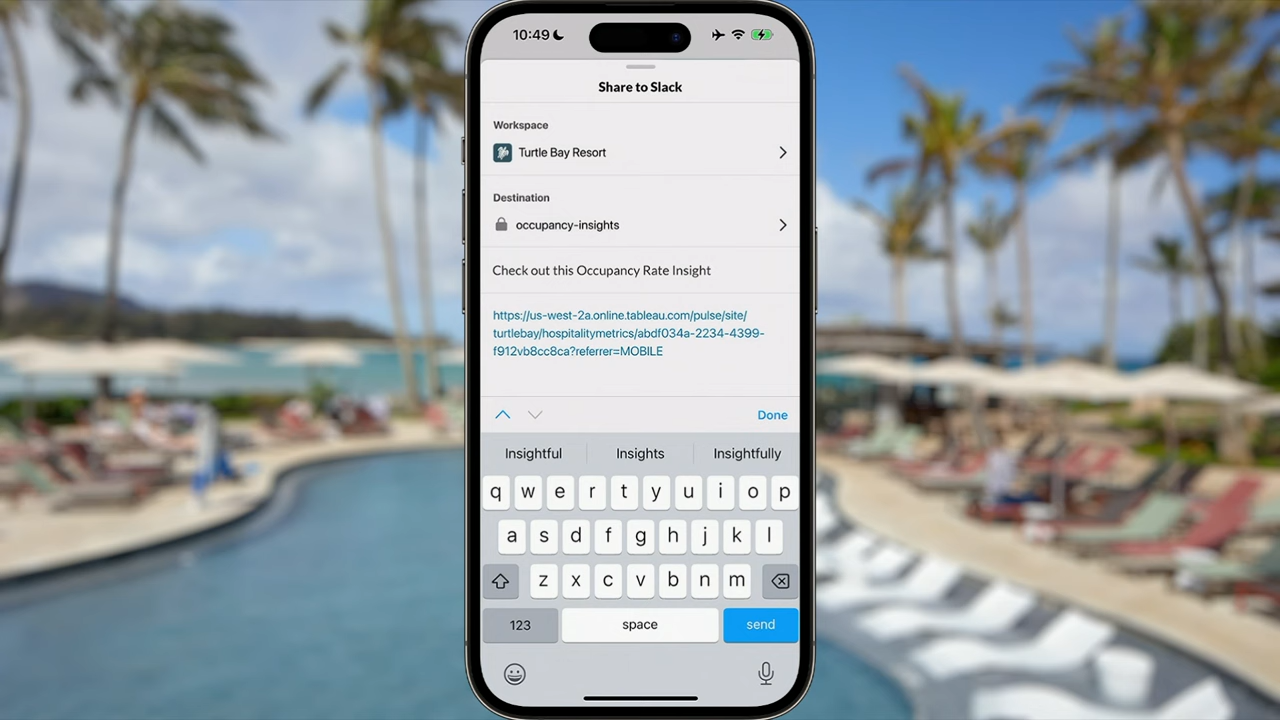 10:49
Share to Slack
Workspace
Turtle Bay Resort
Destination
occupancy-insights
Check out this Occupancy Rate Insight
https://us-west-2a.online.tableau.com/pulse/site/
turtlebay/hospitalitymetrics/abdf034a-2234-4399-
f912vb8cc8ca?referrer=MOBILE
Done
Insightful Insights Insightfully
q w e r t y u i o p
a s d f g h j k l
z x c v b n m
123 space send